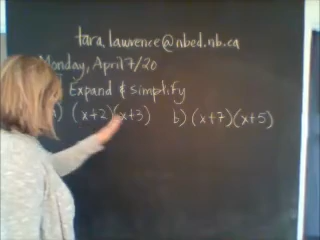 tara.lawrence@nbed.nb.ca
Monday, April 7/20
Expand & simplify
a) (x+2)(x+3) b) (x+7)(x+5)